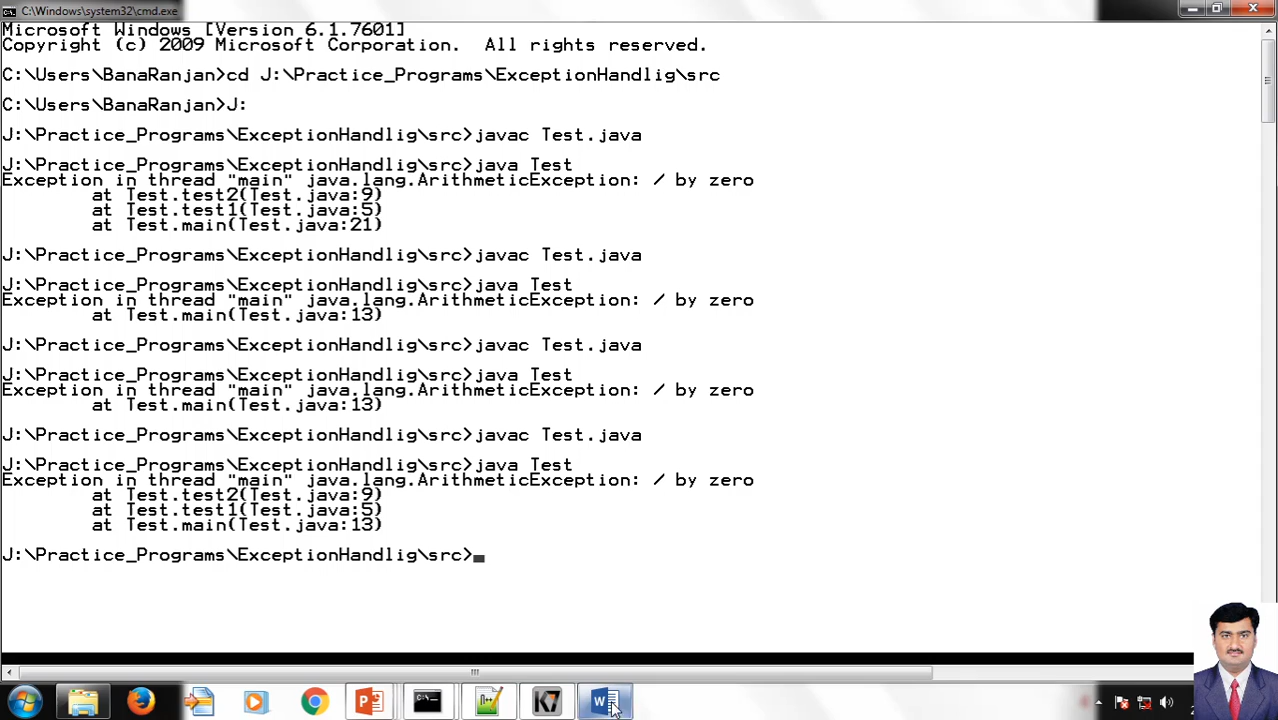 C:\Windows\system32\cmd.exe
Microsoft Windows [Version 6.1.7601]
Copyright (c) 2009 Microsoft Corporation.  All rights reserved.
C:\Users\BanaRanjan>cd J:\Practice_Programs\ExceptionHandlig\src
C:\Users\BanaRanjan>J:
J:\Practice_Programs\ExceptionHandlig\src>javac Test.java
J:\Practice_Programs\ExceptionHandlig\src>java Test
Exception in thread "main" java.lang.ArithmeticException: / by zero
at Test.test2(Test.java:9)
at Test.test1(Test.java:5)
at Test.main(Test.java:21)
J:\Practice_Programs\ExceptionHandlig\src>javac Test.java
J:\Practice_Programs\ExceptionHandlig\src>java Test
Exception in thread "main" java.lang.ArithmeticException: / by zero
at Test.main(Test.java:13)
J:\Practice_Programs\ExceptionHandlig\src>javac Test.java
J:\Practice_Programs\ExceptionHandlig\src>java Test
Exception in thread "main" java.lang.ArithmeticException: / by zero
at Test.main(Test.java:13)
J:\Practice_Programs\ExceptionHandlig\src>javac Test.java
J:\Practice_Programs\ExceptionHandlig\src>java Test
Exception in thread "main" java.lang.ArithmeticException: / by zero
at Test.test2(Test.java:9)
at Test.test1(Test.java:5)
at Test.main(Test.java:13)
J:\Practice_Programs\ExceptionHandlig\src>